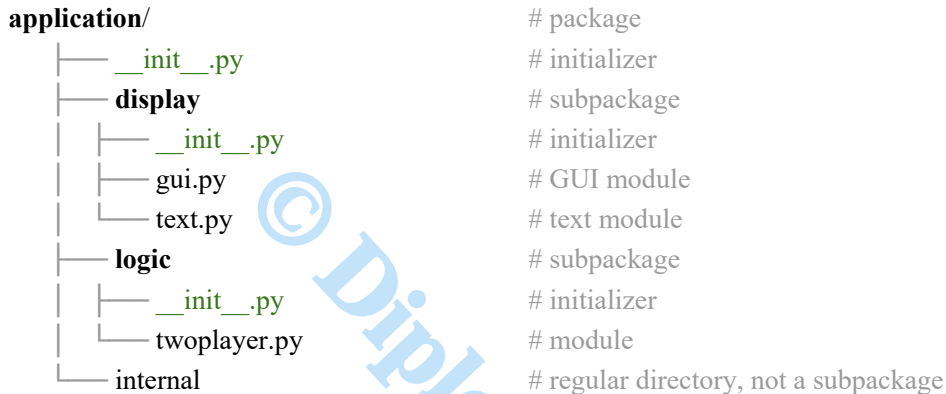 application/ # package
__init__.py # initializer
display # subpackage
__init__.py # initializer
gui.py # GUI module
text.py # text module
logic # subpackage
__init__.py # initializer
twoplayer.py # module
internal # regular directory, not a subpackage
©